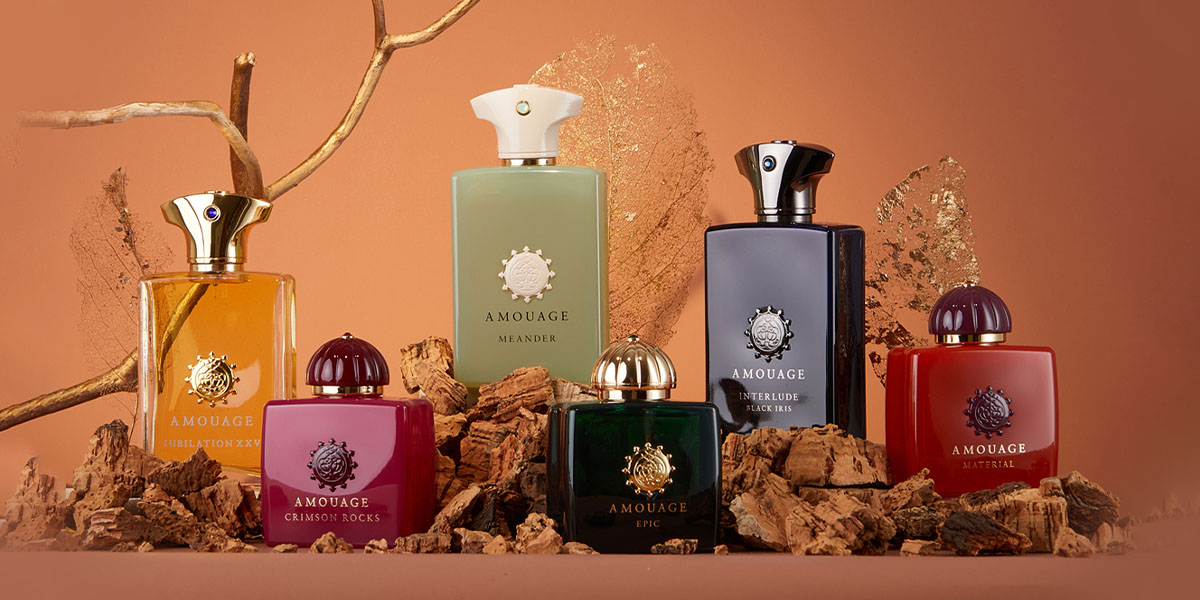 AMOUAGE
JUBILATION XXV
AMOUAGE
CRIMSON ROCKS
AMOUAGE
MEANDER
AMOUAGE
EPIC
AMOUAGE
INTERLUDE
BLACK IRIS
AMOUAGE
MATERIAL